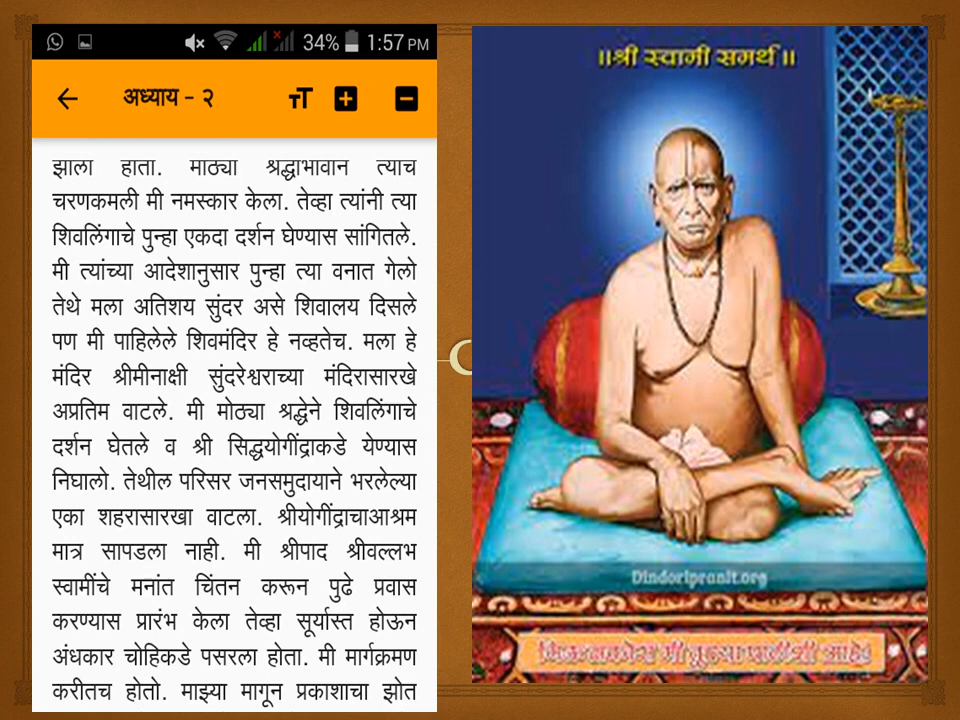 34% 1:57 PM
अध्याय - २
झाला हाता. माठ्या श्रद्धाभावान त्याच
चरणकमली मी नमस्कार केला. तेव्हा त्यांनी त्या
शिवलिंगाचे पुन्हा एकदा दर्शन घेण्यास सांगितले.
मी त्यांच्या आदेशानुसार पुन्हा त्या वनात गेलो
तेथे मला अतिशय सुंदर असे शिवालय दिसले
पण मी पाहिलेले शिवमंदिर हे नव्हतेच. मला हे
मंदिर श्रीमीनाक्षी सुंदरेश्वराच्या मंदिरासारखे
अप्रतिम वाटले. मी मोठ्या श्रद्धेने शिवलिंगाचे
दर्शन घेतले व श्री सिद्धयोगींद्राकडे येण्यास
निघालो. तेथील परिसर जनसमुदायाने भरलेल्या
एका शहरासारखा वाटला. श्रीयोगींद्राचाआश्रम
मात्र सापडला नाही. मी श्रीपाद श्रीवल्लभ
स्वामींचे मनांत चिंतन करून पुढे प्रवास
करण्यास प्रारंभ केला तेव्हा सूर्यास्त होऊन
अंधकार चोहिकडे पसरला होता. मी मार्गक्रमण
करीतच होतो. माझ्या मागून प्रकाशाचा झोत
॥श्री स्वामी समर्थ॥
Dindoripranit.org
मी तुझ्या पाठीशी आहे